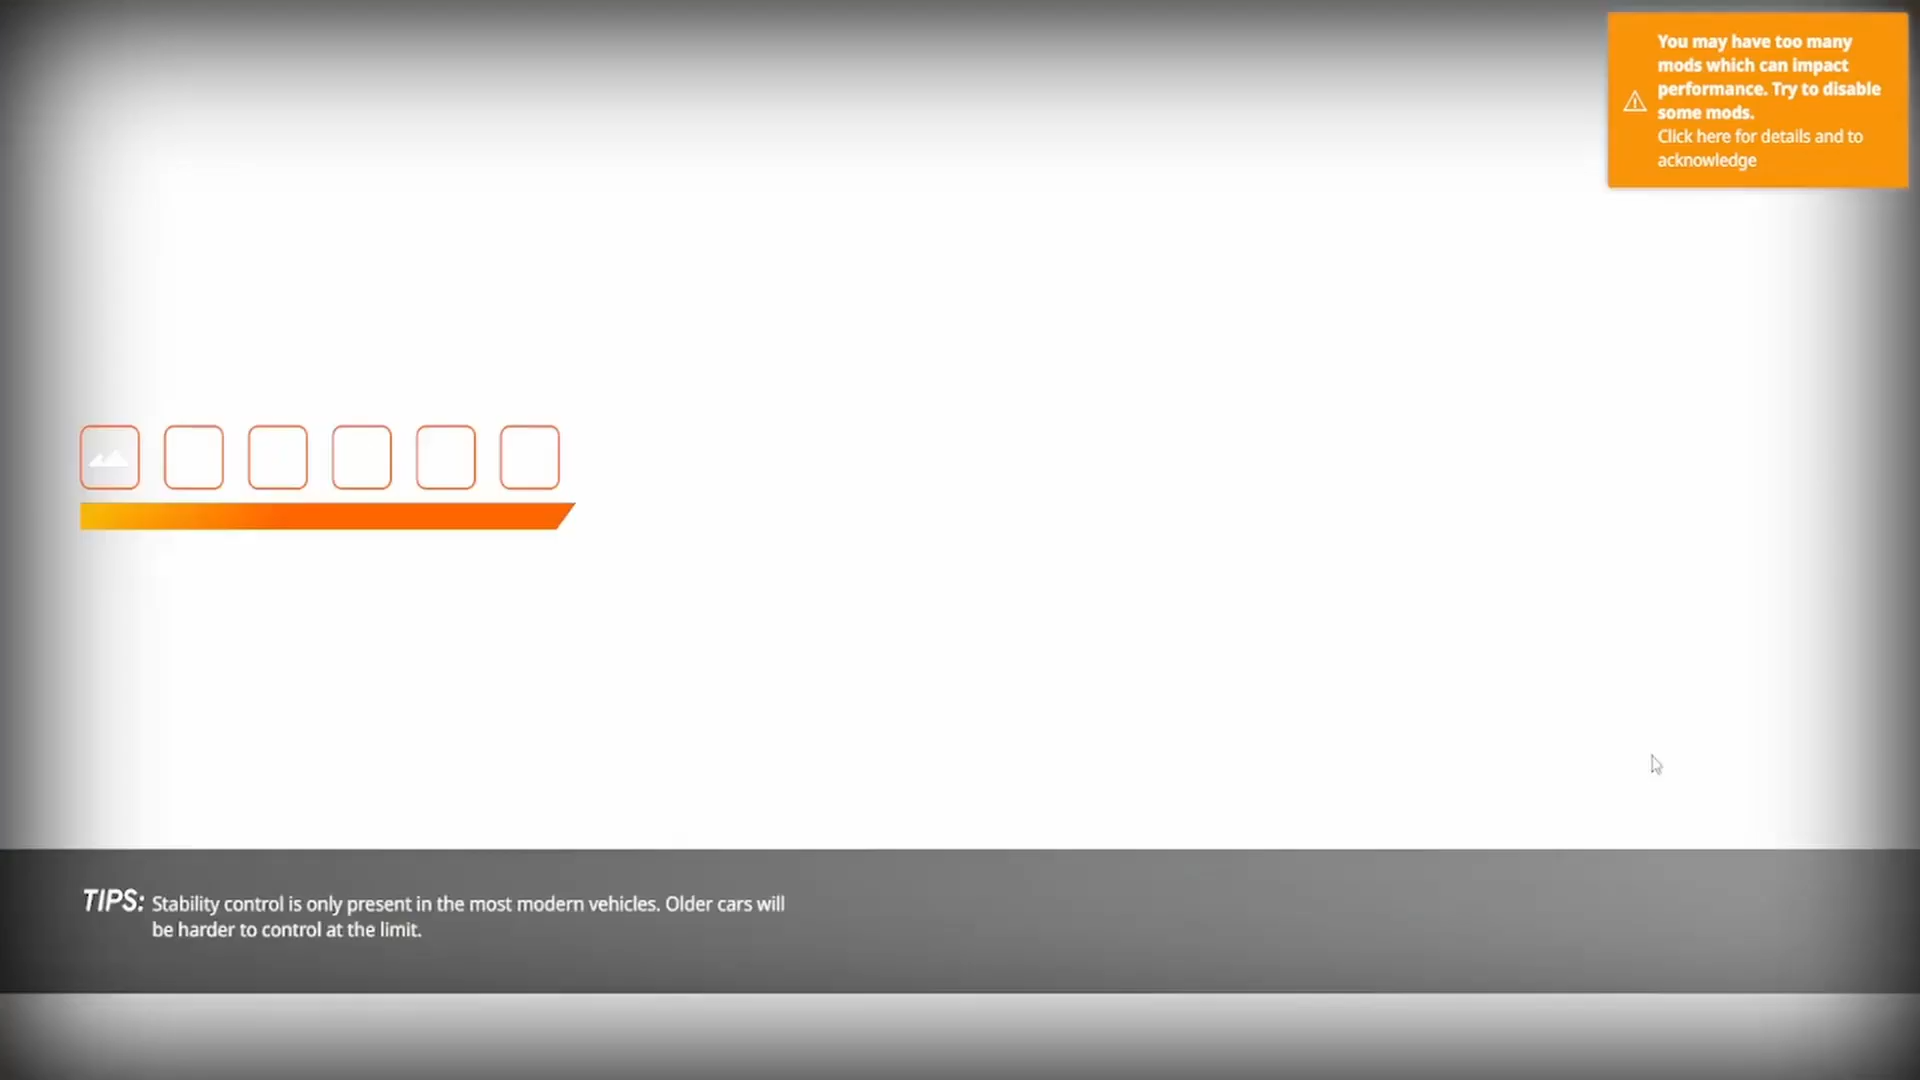 You may have too many
mods which can impact
performance. Try to disable
some mods.
Click here for details and to
acknowledge
TIPS: Stability control is only present in the most modern vehicles. Older cars will
be harder to control at the limit.